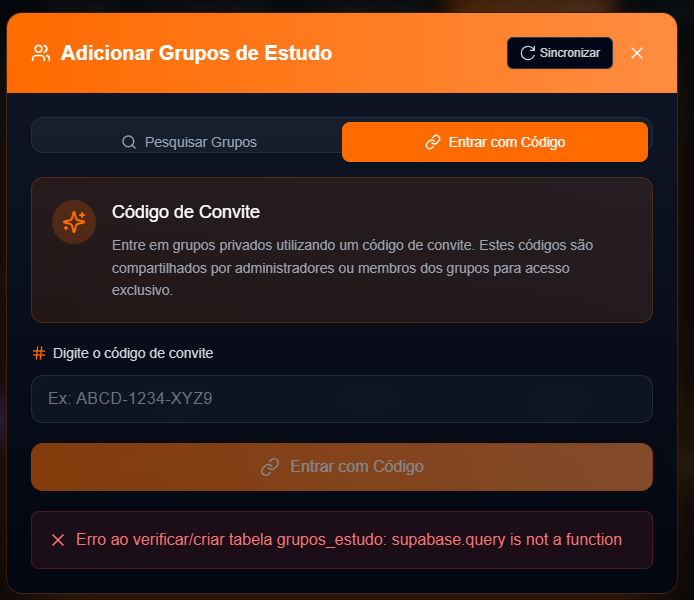 Adicionar Grupos de Estudo
Sincronizar
Pesquisar Grupos
Entrar com Código
Código de Convite
Entre em grupos privados utilizando um código de convite. Estes códigos são
compartilhados por administradores ou membros dos grupos para acesso
exclusivo.
# Digite o código de convite
Ex: ABCD-1234-XYZ9
Entrar com Código
Erro ao verificar/criar tabela grupos_estudo: supabase.query is not a function